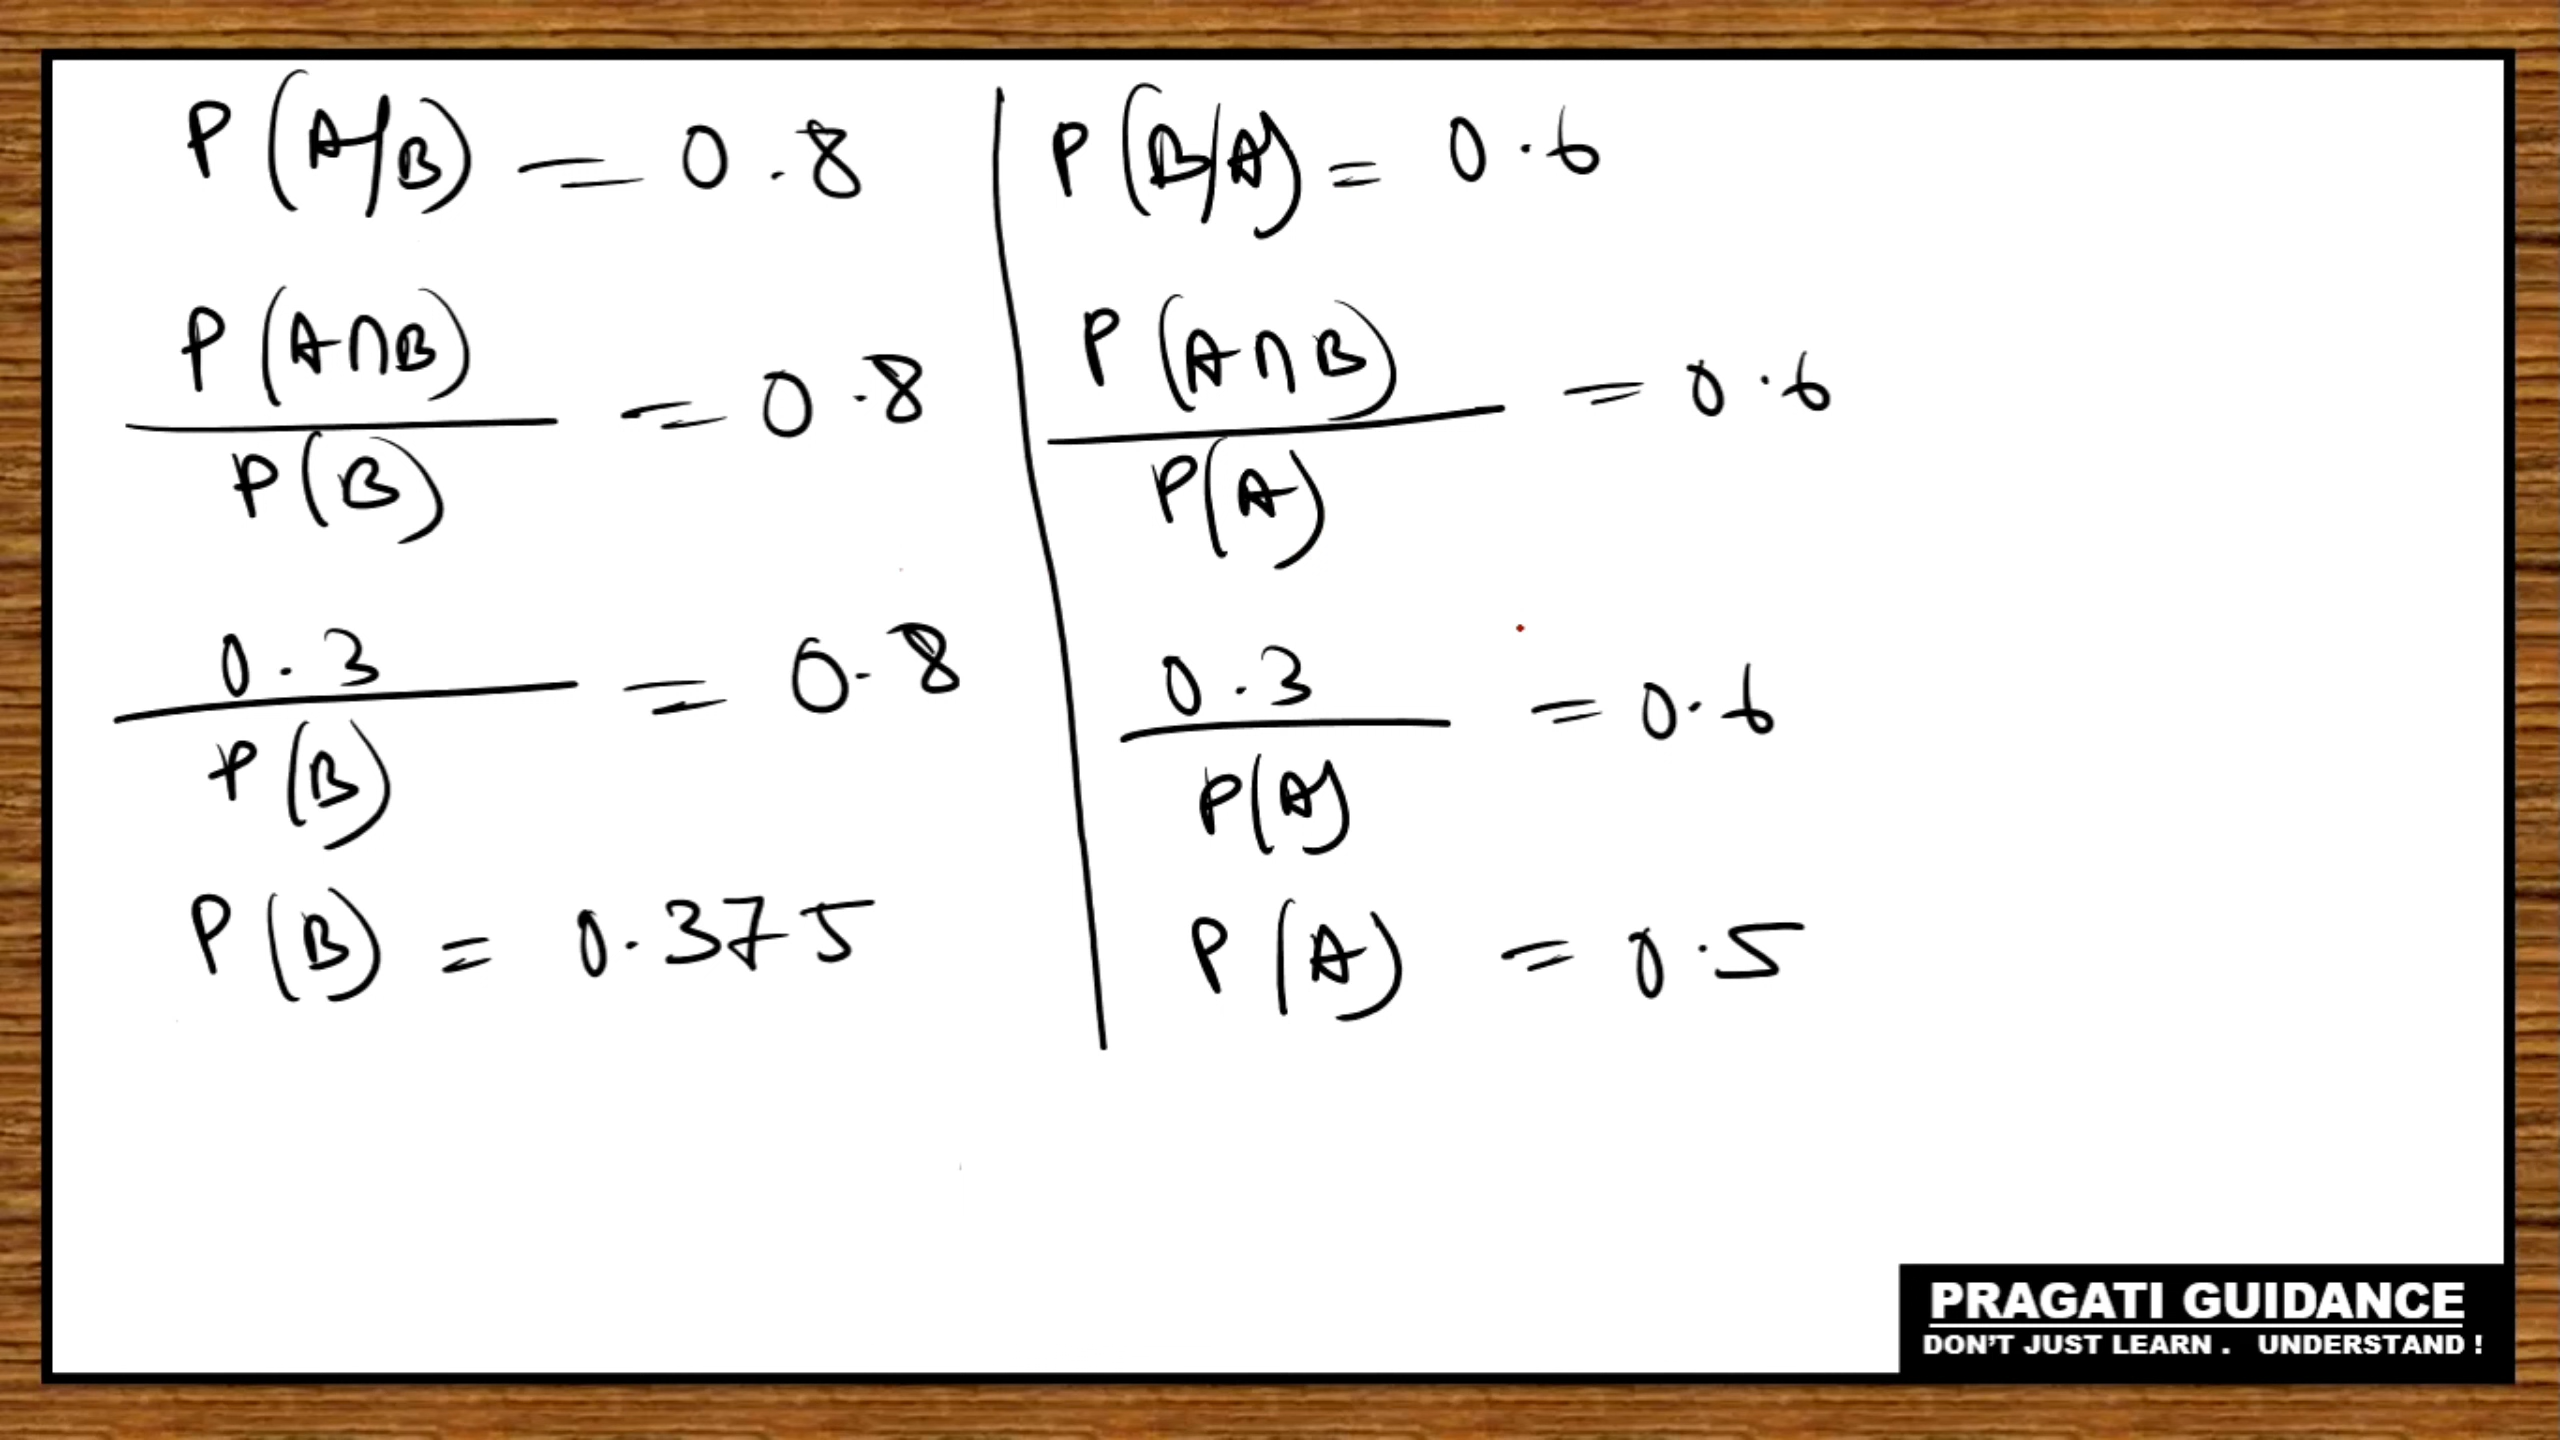 P(A/B) = 0.8
P(A∩B)
P(B)
= 0.8
0.3
P(B)
= 0.8
P(B) = 0.375
P(B/A) = 0.6
P(A∩B)
P(A)
= 0.6
0.3
P(A)
= 0.6
P(A) = 0.5
PRAGATI GUIDANCE
DON'T JUST LEARN . UNDERSTAND !